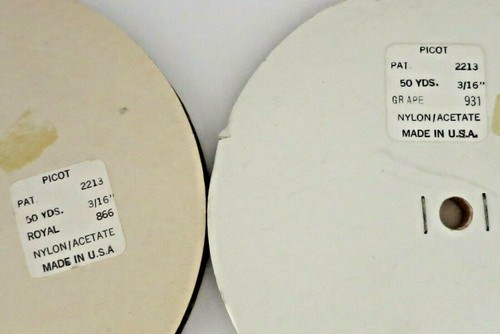 PICOT
PAT. 2213
50 YDS. 3/16"
ROYAL 866
NYLON/ACETATE
MADE IN U.S.A
PICOT
PAT. 2213
50 YDS. 3/16"
GRAPE 931
NYLON/ACETATE
MADE IN U.S.A.